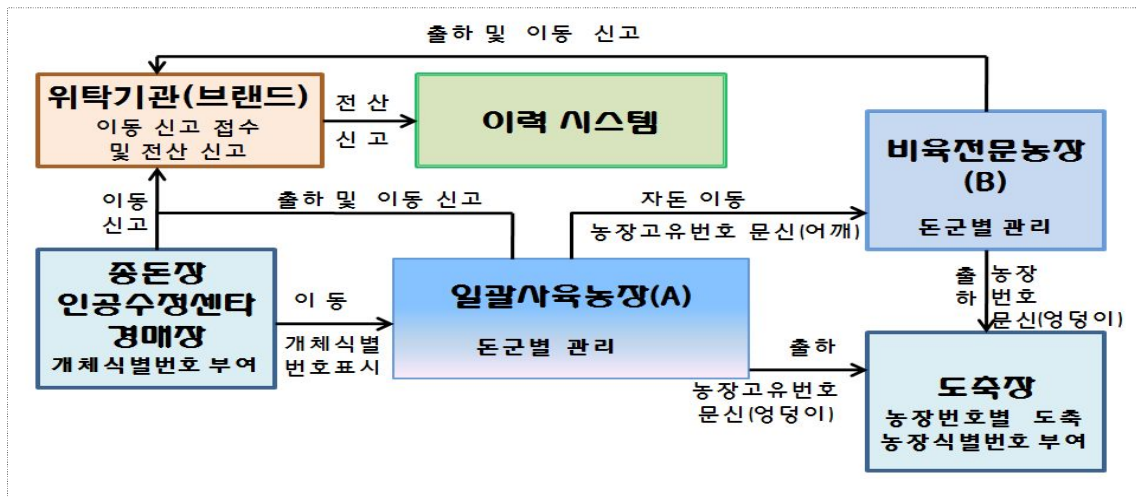 출하 및 이동 신고
위탁기관(브랜드)
이동 신고 접수
및 전산 신고
전 산
신 고
이력 시스템
비육전문농장
(B)
돈군별 관리
이동
신고
출하 및 이동 신고
자돈 이동
농장고유번호 문신(어깨)
종돈장
인공수정센타
경매장
개체식별번호 부여
이 동
개체식별
번호표시
일괄사육농장(A)
돈군별 관리
출
하
농장
번호
문신(엉덩이)
출하
농장고유번호
문신(엉덩이)
도축장
농장번호별 도축
농장식별번호 부여